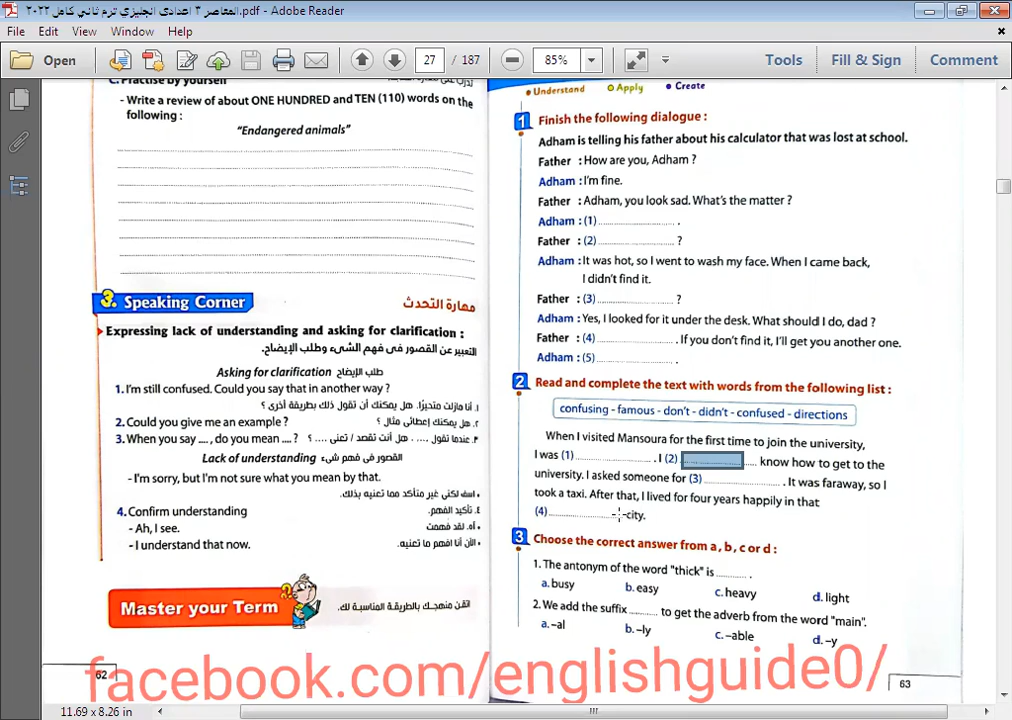 المعاصر ٣ اعدادى انجليزي ترم ثاني كامل ٢٠٢٢.pdf - Adobe Reader
File Edit View Window Help
Open 27 / 187 85% Tools Fill & Sign Comment
C. Practise by yourself
- Write a review of about ONE HUNDRED and TEN (110) words on the
following :
"Endangered animals"
3. Speaking Corner مهارة التحدث
Expressing lack of understanding and asking for clarification :
التعبير عن القصور فى فهم الشىء وطلب الإيضاح.
Asking for clarification طلب الإيضاح
1. I'm still confused. Could you say that in another way ?
١. أنا مازلت متحيرًا. هل يمكنك أن تقول ذلك بطريقة أخرى ؟
2. Could you give me an example ? ٢. هل يمكنك إعطائى مثال ؟
3. When you say ...., do you mean .... ? ٣. عندما تقول .... ، هل أنت تقصد / تعنى .... ؟
Lack of understanding القصور فى فهم شىء
- I'm sorry, but I'm not sure what you mean by that.
• آسف لكنى غير متأكد مما تعنيه بذلك.
4. Confirm understanding ٤. تأكيد الفهم.
- Ah, I see. • آه، لقد فهمت
- I understand that now. • الآن أنا افهم ما تعنيه.
Master your Term اتقن منهجك بالطريقة المناسبة لك.
62
Understand Apply Create
1 Finish the following dialogue :
Adham is telling his father about his calculator that was lost at school.
Father : How are you, Adham ?
Adham : I'm fine.
Father : Adham, you look sad. What's the matter ?
Adham : (1) .
Father : (2) ?
Adham : It was hot, so I went to wash my face. When I came back,
I didn't find it.
Father : (3) ?
Adham : Yes, I looked for it under the desk. What should I do, dad ?
Father : (4) . If you don't find it, I'll get you another one.
Adham : (5) .
2 Read and complete the text with words from the following list :
confusing - famous - don't - didn't - confused - directions
When I visited Mansoura for the first time to join the university,
I was (1) . I (2) know how to get to the
university. I asked someone for (3) . It was faraway, so I
took a taxi. After that, I lived for four years happily in that
(4) city.
3 Choose the correct answer from a, b, c or d :
1. The antonym of the word "thick" is .......... .
a. busy b. easy c. heavy d. light
2. We add the suffix .......... to get the adverb from the word "main".
a. -al b. -ly c. -able d. -y
63
facebook.com/englishguide0/
11.69 x 8.26 in